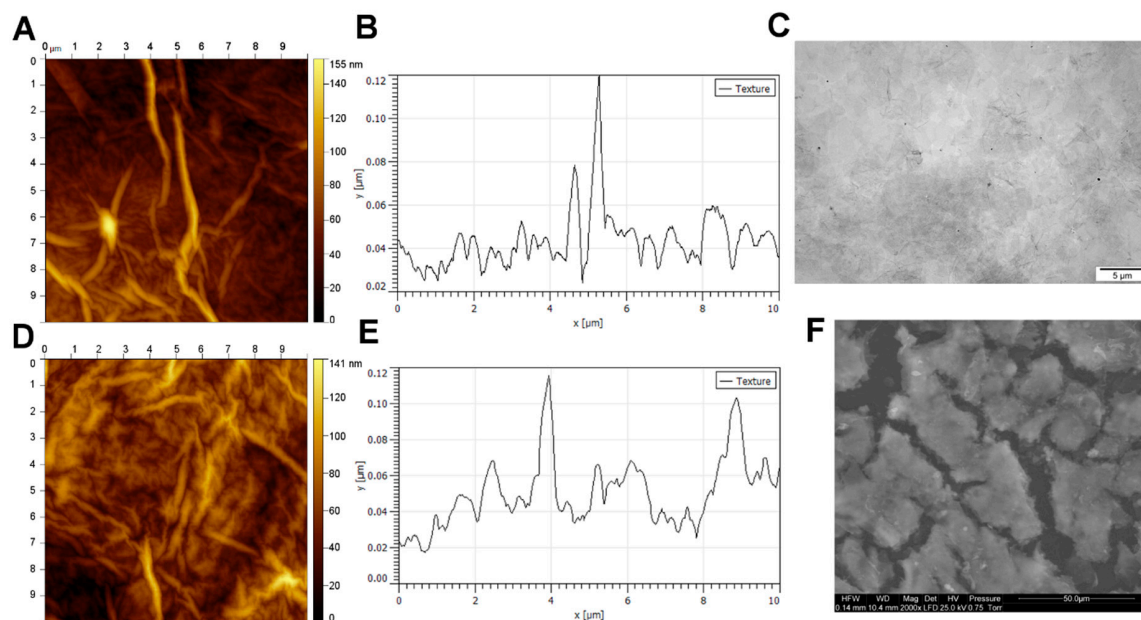 A
0 μm 1 2 3 4 5 6 7 8 9
0
1
2
3
4
5
6
7
8
9
155 nm
140
120
100
80
60
40
20
0
B
0.12
0.10
0.08
0.06
0.04
0.02
y [μm]
Texture
0 2 4 6 8 10
x [μm]
C
5 μm
D
0 1 2 3 4 5 6 7 8 9
0
1
2
3
4
5
6
7
8
9
141 nm
120
100
80
60
40
20
0
E
0.12
0.10
0.08
0.06
0.04
0.02
0.00
y [μm]
Texture
0 2 4 6 8 10
x [μm]
F
HFW WD Mag Det HV Pressure 50.0μm
0.14 mm 10.4 mm 2000x LFD 25.0 kV 0.75 Torr